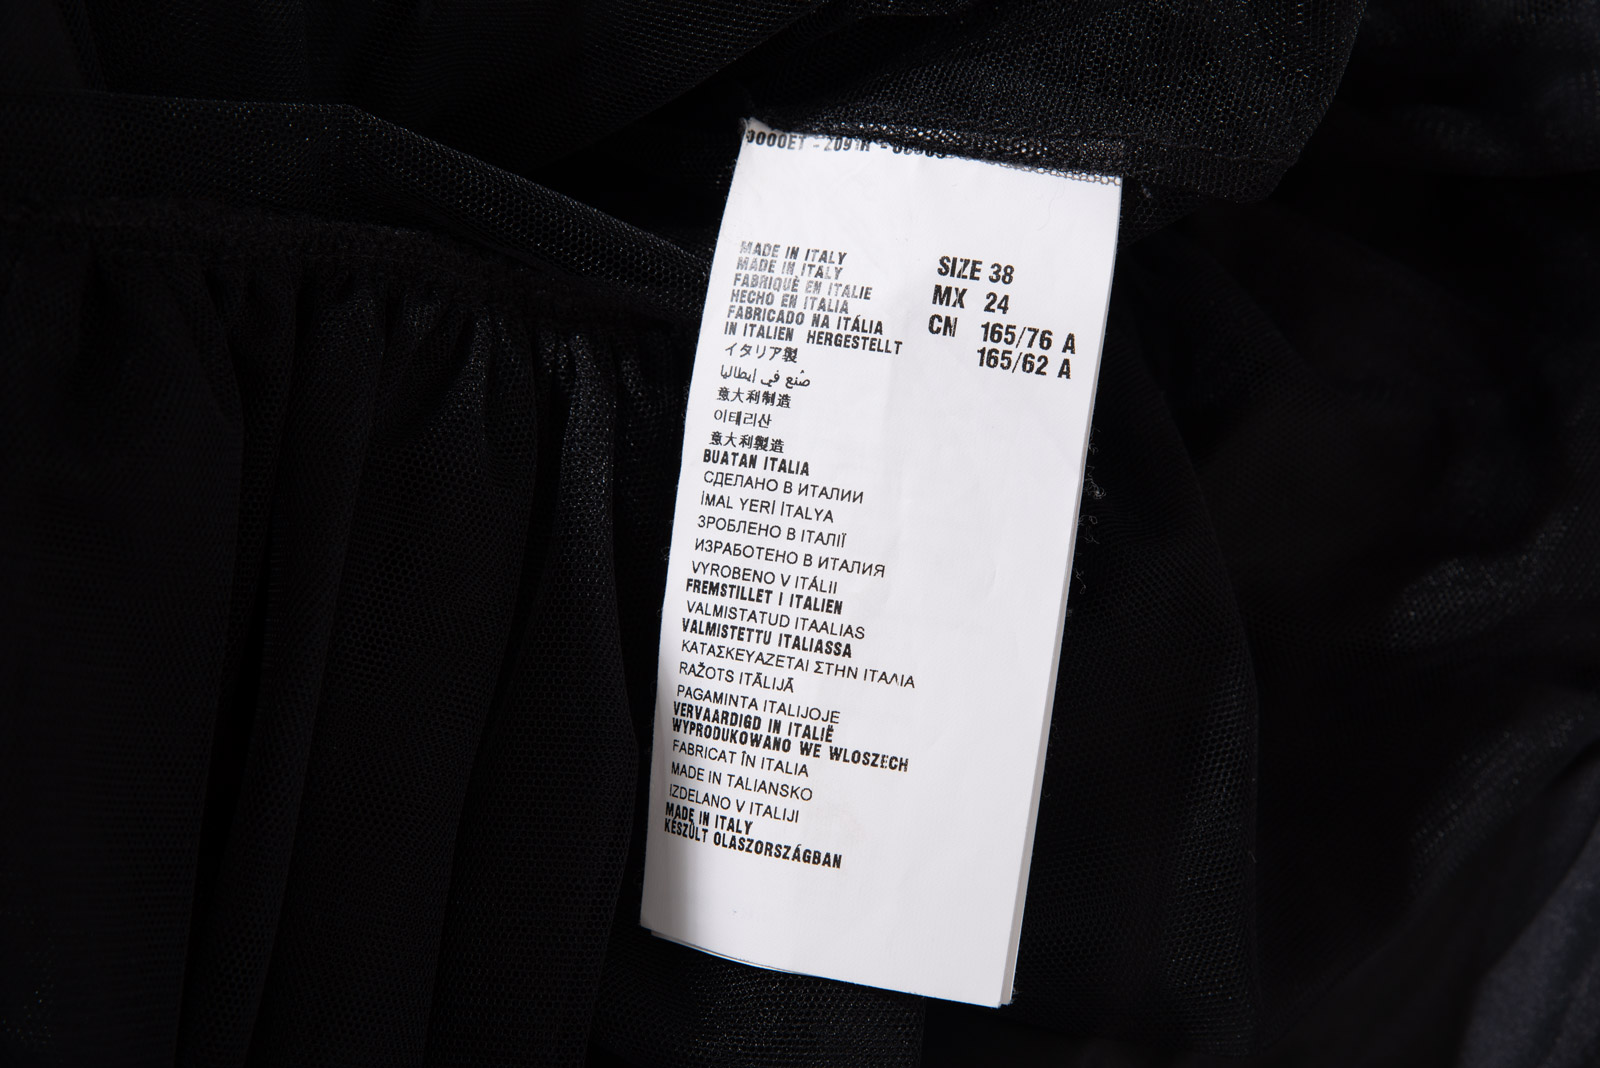 MADE IN ITALY
MADE IN ITALY
FABRIQUÉ EN ITALIE
HECHO EN ITALIA
FABRICADO NA ITÁLIA
IN ITALIEN HERGESTELLT
イタリア製
صُنع في إيطاليا
意大利制造
이태리산
意大利製造
BUATAN ITALIA
СДЕЛАНО В ИТАЛИИ
İMAL YERİ İTALYA
ЗРОБЛЕНО В ІТАЛІЇ
ИЗРАБОТЕНО В ИТАЛИЯ
VYROBENO V ITÁLII
FREMSTILLET I ITALIEN
VALMISTATUD ITAALIAS
VALMISTETTU ITALIASSA
ΚΑΤΑΣΚΕΥΑΖΕΤΑΙ ΣΤΗΝ ΙΤΑΛΙΑ
RAŽOTS ITĀLIJĀ
PAGAMINTA ITALIJOJE
VERVAARDIGD IN ITALIË
WYPRODUKOWANO WE WLOSZECH
FABRICAT ÎN ITALIA
MADE IN TALIANSKO
IZDELANO V ITALIJI
MADE IN ITALY
KÉSZÜLT OLASZORSZÁGBAN
SIZE 38
MX 24
CN 165/76 A
165/62 A